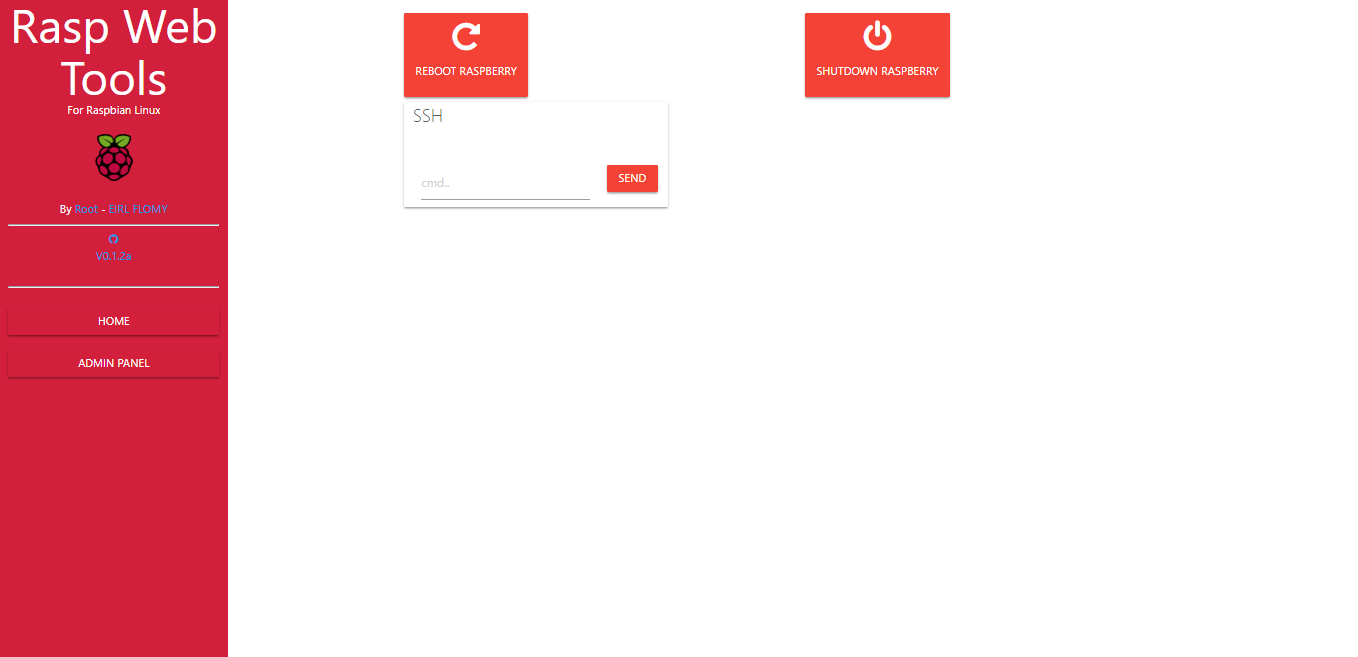 Rasp Web
Tools
For Raspbian Linux
By Root - EIRL FLOMY
V0.1.2a
HOME
ADMIN PANEL
REBOOT RASPBERRY
SHUTDOWN RASPBERRY
SSH
cmd..
SEND